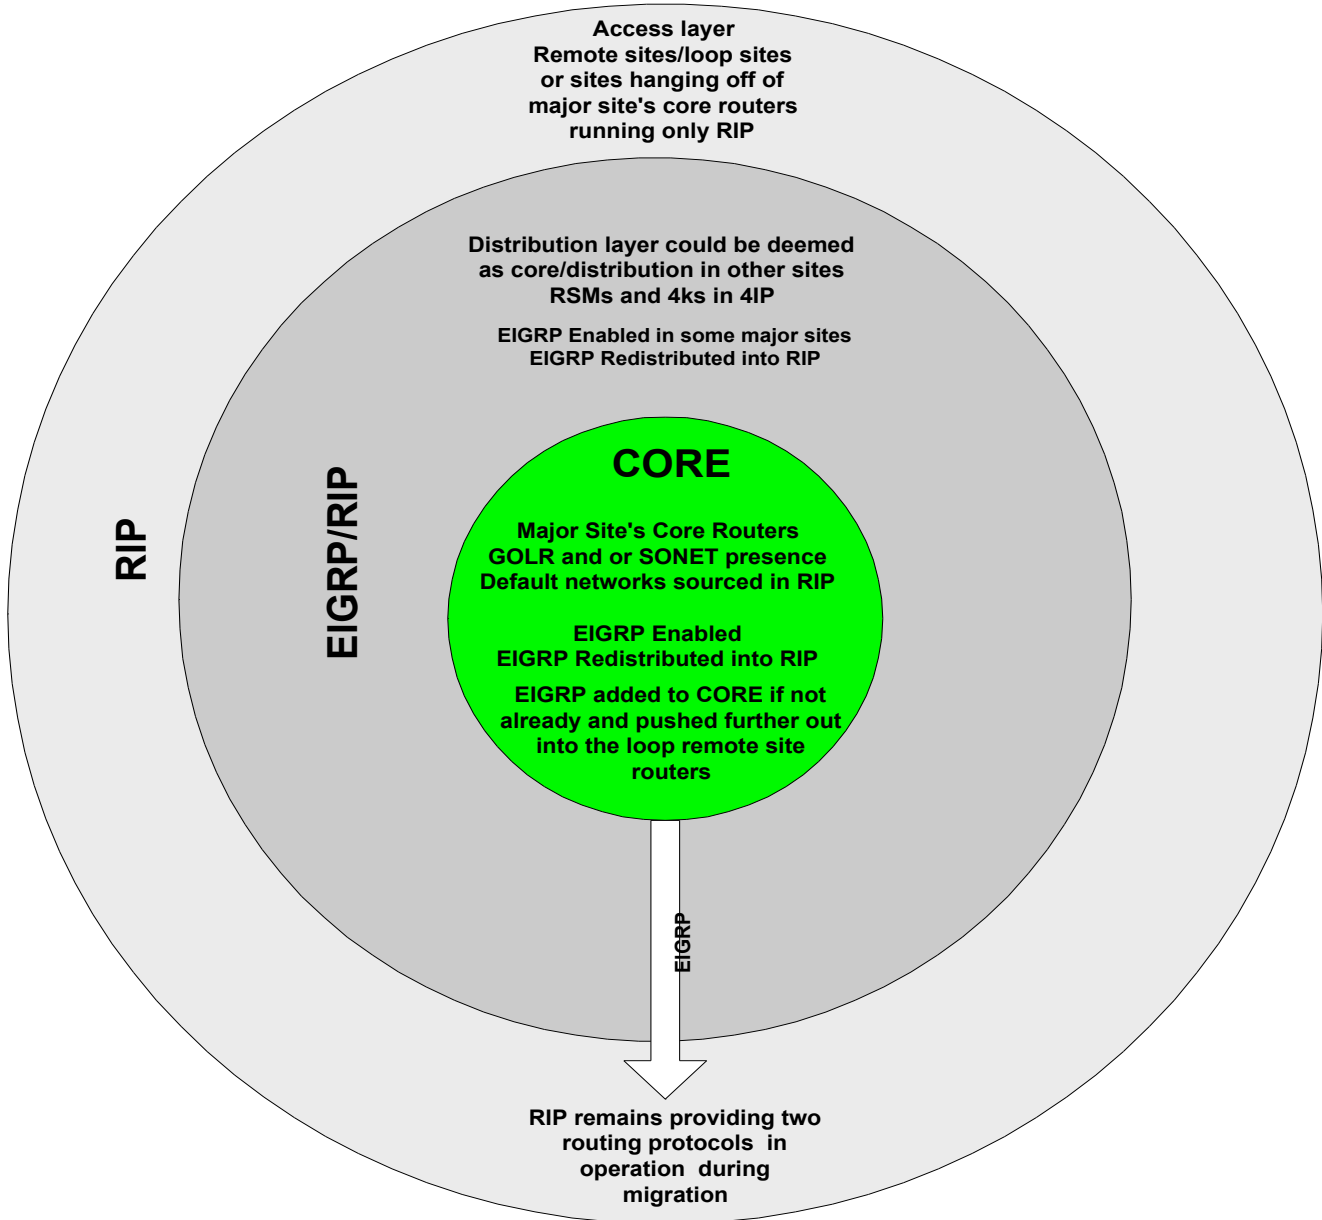 Access layer
Remote sites/loop sites
or sites hanging off of
major site's core routers
running only RIP
Distribution layer could be deemed
as core/distribution in other sites
RSMs and 4ks in 4IP
EIGRP Enabled in some major sites
EIGRP Redistributed into RIP
CORE
RIP
EIGRP/RIP
Major Site's Core Routers
GOLR and or SONET presence
Default networks sourced in RIP
EIGRP Enabled
EIGRP Redistributed into RIP
EIGRP added to CORE if not
already and pushed further out
into the loop remote site
routers
EIGRP
RIP remains providing two
routing protocols in
operation during
migration